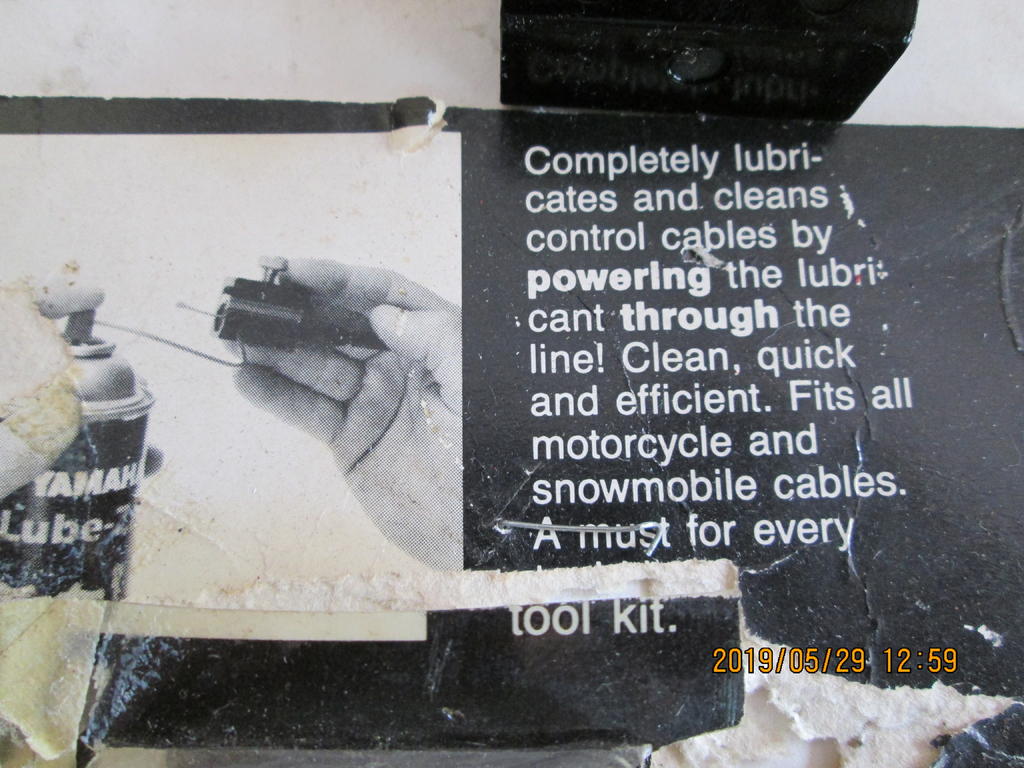 Completely lubri-
cates and cleans
control cables by
powering the lubri-
cant through the
line! Clean, quick
and efficient. Fits all
motorcycle and
snowmobile cables.
A must for every
tool kit.
YAMAH
Lube-
2019/05/29 12:59